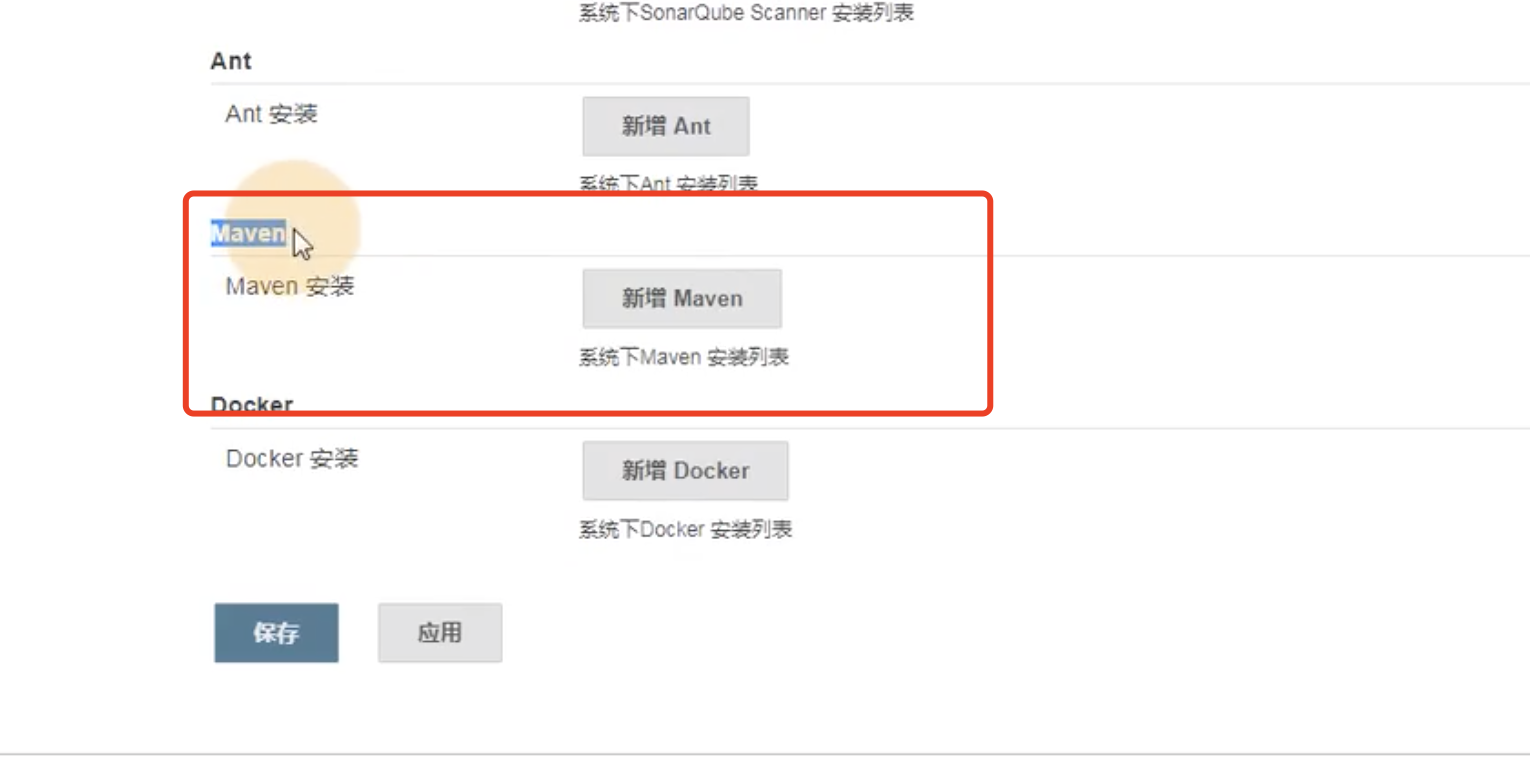 系统下SonarQube Scanner 安装列表
Ant
Ant 安装
新增 Ant
系统下Ant 安装列表
Maven
Maven 安装
新增 Maven
系统下Maven 安装列表
Docker
Docker 安装
新增 Docker
系统下Docker 安装列表
保存 应用